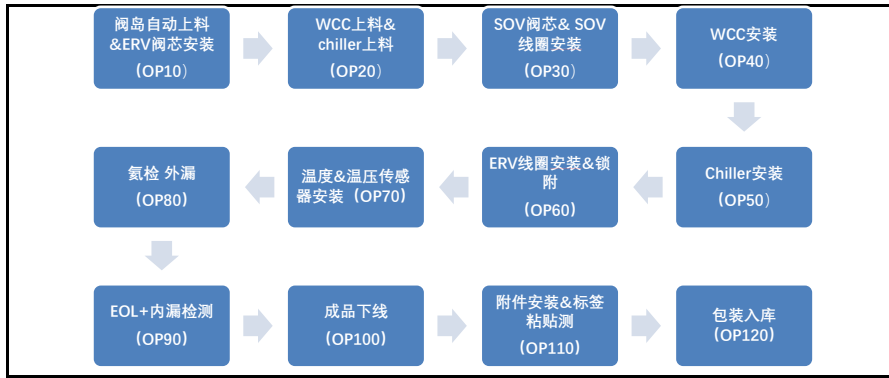 阀岛自动上料
&ERV阀芯安装
（OP10）
WCC上料&
chiller上料
（OP20）
SOV阀芯& SOV
线圈安装
（OP30）
WCC安装
（OP40）
Chiller安装
（OP50）
ERV线圈安装&锁
附
（OP60）
温度&温压传感
器安装（OP70）
氦检 外漏
(OP80)
EOL+内漏检测
(OP90)
成品下线
(OP100)
附件安装&标签
粘贴测
(OP110)
包装入库
(OP120)